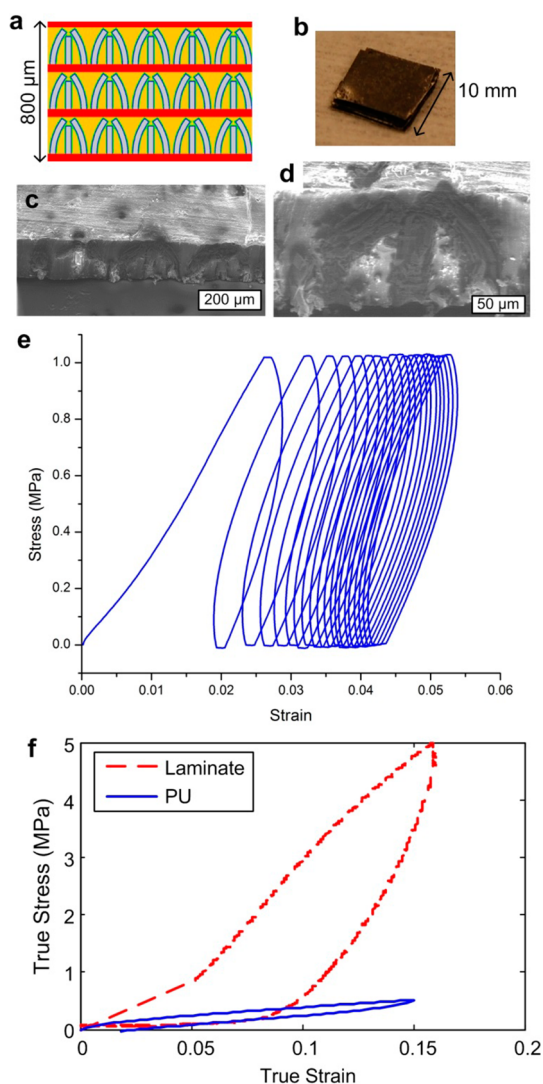 a
800 µm
b
10 mm
c
200 µm
d
50 µm
e
Stress (MPa)
1.0
0.8
0.6
0.4
0.2
0.0
0.00 0.01 0.02 0.03 0.04 0.05 0.06
Strain
f
True Stress (MPa)
5
4
3
2
1
0
Laminate
PU
0 0.05 0.1 0.15 0.2
True Strain